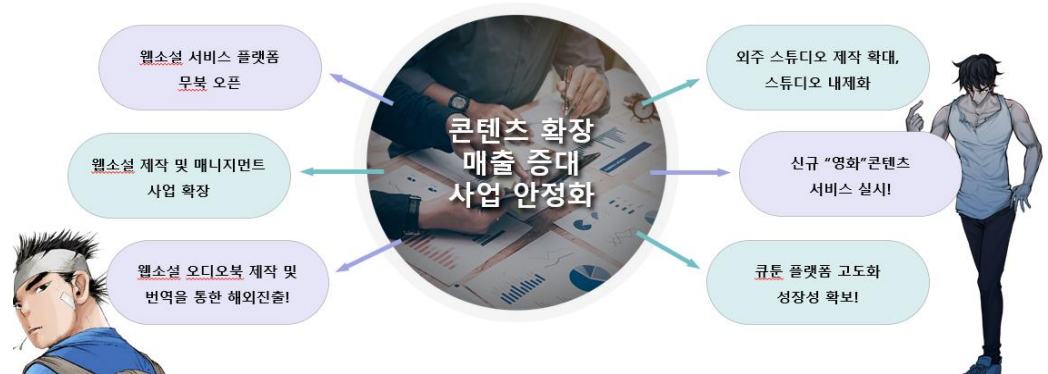 웹소설 서비스 플랫폼
무북 오픈
웹소설 제작 및 매니지먼트
사업 확장
웹소설 오디오북 제작 및
번역을 통한 해외진출!
콘텐츠 확장
매출 증대
사업 안정화
외주 스튜디오 제작 확대,
스튜디오 내제화
신규 “영화”콘텐츠
서비스 실시!
큐툰 플랫폼 고도화
성장성 확보!